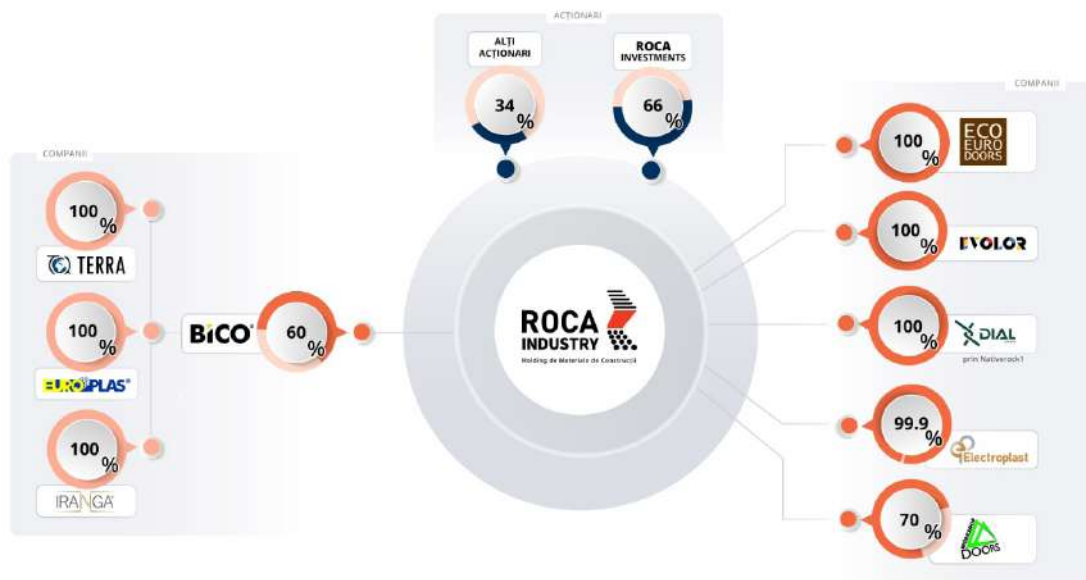 ACȚIONARI
ALȚI
ACȚIONARI
34
%
ROCA
INVESTMENTS
66
%
COMPANII
100
%
TERRA
100
%
EUROPLAS®
100
%
IRANGA
BiCO®
60
%
ROCA
INDUSTRY
Holding de Materiale de Construcții
COMPANII
100
%
ECO
EURO
DOORS
100
%
EVOLOR
100
%
DIAL
prin Nativerock1
99.9
%
Electroplast
70
%
DOORS